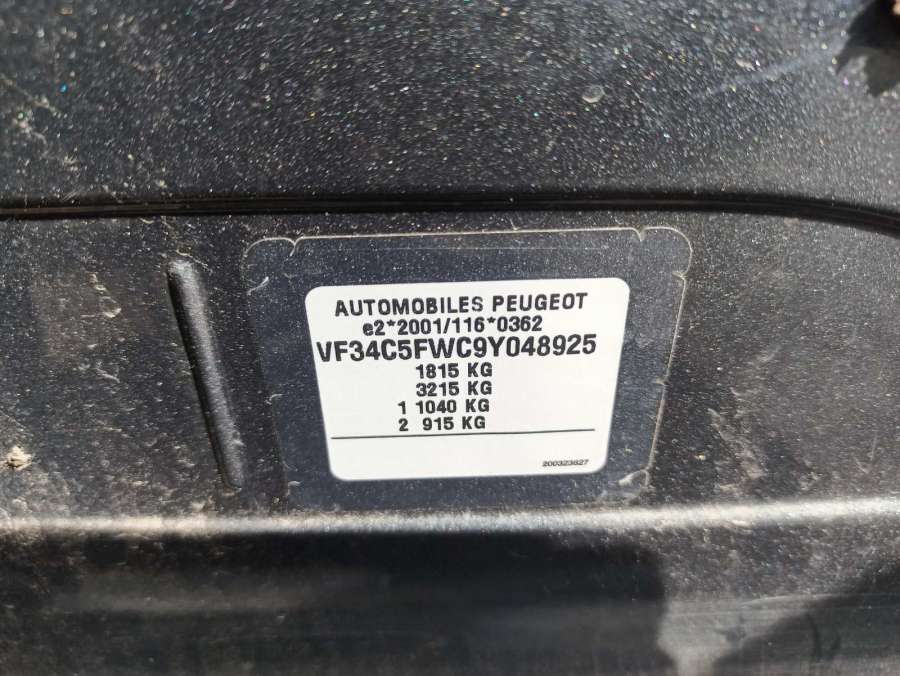 AUTOMOBILES PEUGEOT
e2*2001/116*0362
VF34C5FWC9Y048925
1815 KG
3215 KG
1 1040 KG
2 915 KG
200323627